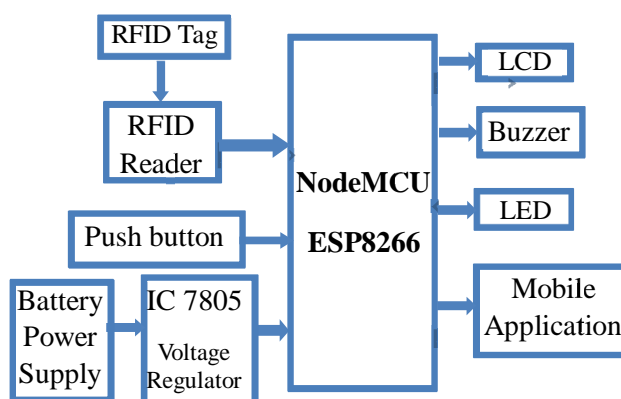 RFID Tag
RFID
Reader
Push button
Battery
Power
Supply
IC 7805
Voltage
Regulator
NodeMCU
ESP8266
LCD
Buzzer
LED
Mobile
Application